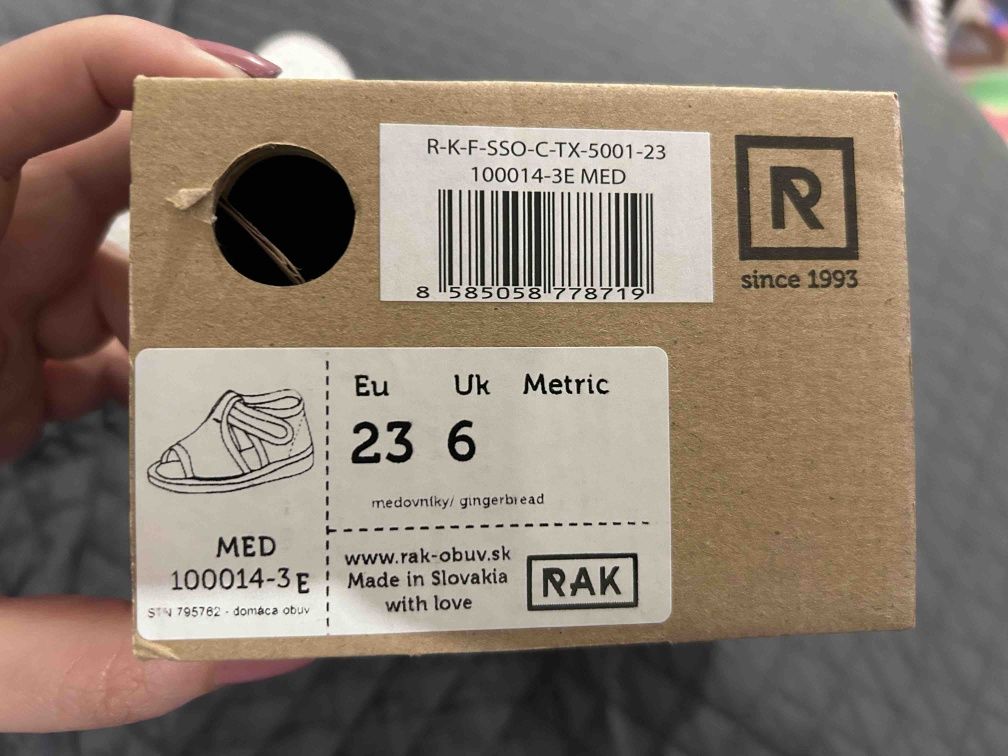 R-K-F-SSO-C-TX-5001-23
100014-3E MED
8 585058 778719
R
since 1993
Eu Uk Metric
23 6
medovníky/ gingerbread
MED
100014-3E
STN 795762 - domáca obuv
www.rak-obuv.sk
Made in Slovakia
with love
RAK